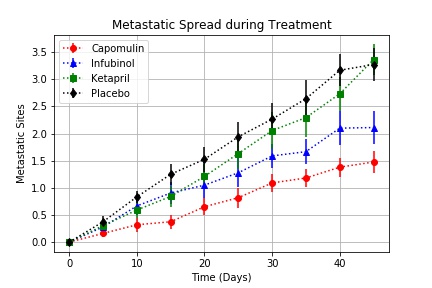 Metastatic Spread during Treatment
Capomulin
Infubinol
Ketapril
Placebo
Metastatic Sites
3.5
3.0
2.5
2.0
1.5
1.0
0.5
0.0
0 10 20 30 40
Time (Days)